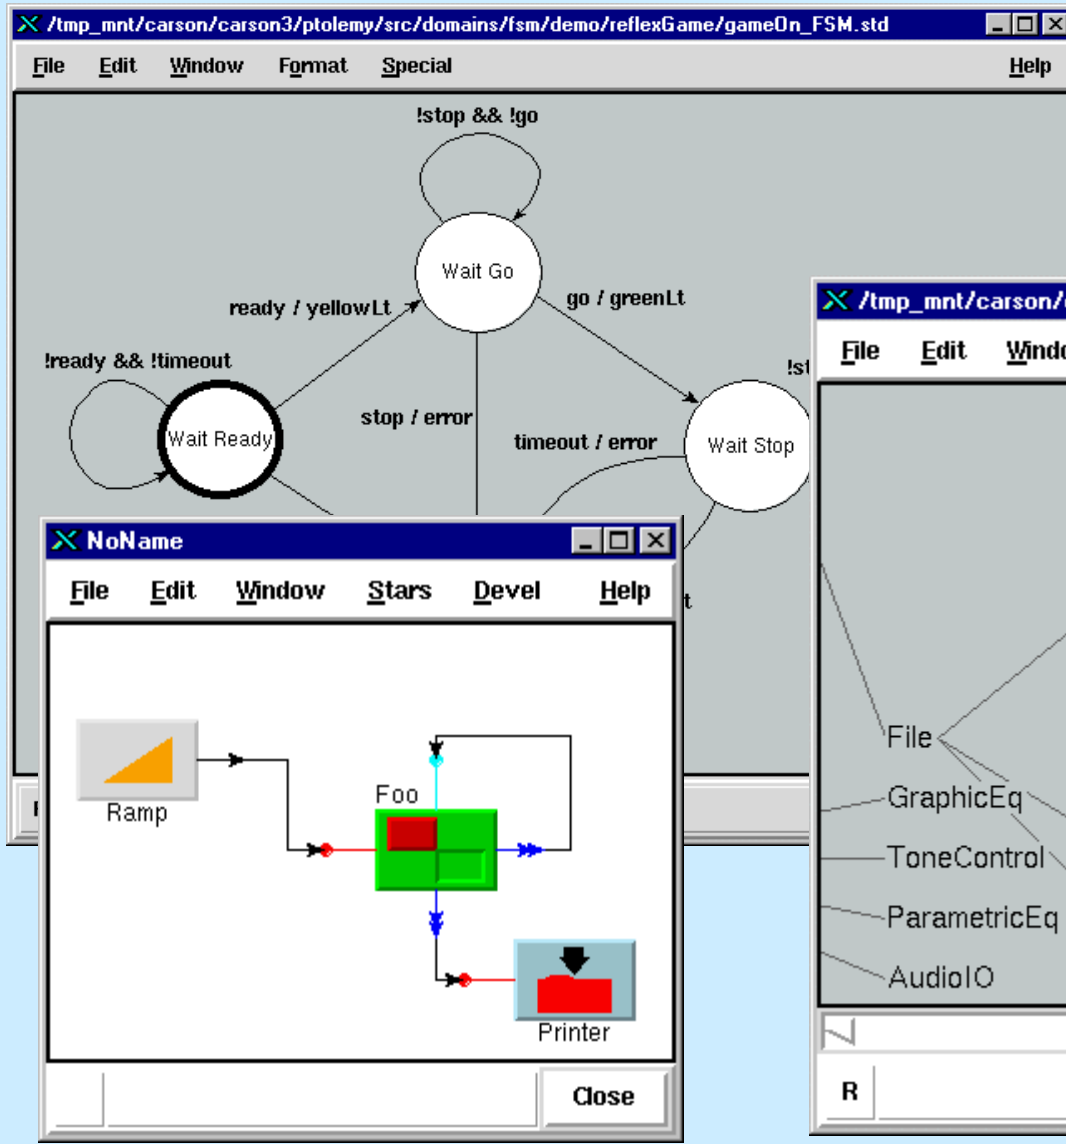 /tmp_mnt/carson/carson3/ptolemy/src/domains/fsm/demo/reflexGame/gameOn_FSM.std
File Edit Window Format Special Help
!stop && !go
Wait Go
ready / yellowLt
go / greenLt
!ready && !timeout
stop / error
Wait Ready
timeout / error
Wait Stop
!st
t
NoName
File Edit Window Stars Devel Help
Ramp
Foo
Printer
Close
/tmp_mnt/carson/
File Edit Windo
File
GraphicEq
ToneControl
ParametricEq
AudioIO
R